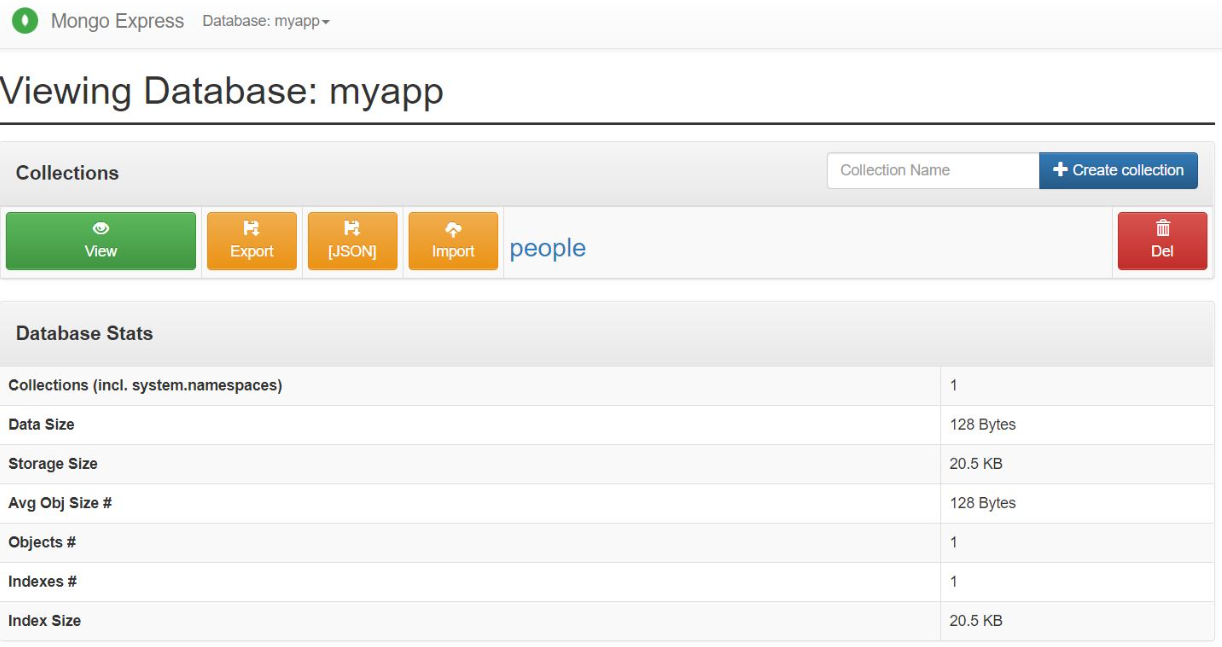 Mongo Express Database: myapp
Viewing Database: myapp
Collections
Collection Name
Create collection
View
Export
[JSON]
Import
people
Del
Database Stats
Collections (incl. system.namespaces) 1
Data Size 128 Bytes
Storage Size 20.5 KB
Avg Obj Size # 128 Bytes
Objects # 1
Indexes # 1
Index Size 20.5 KB